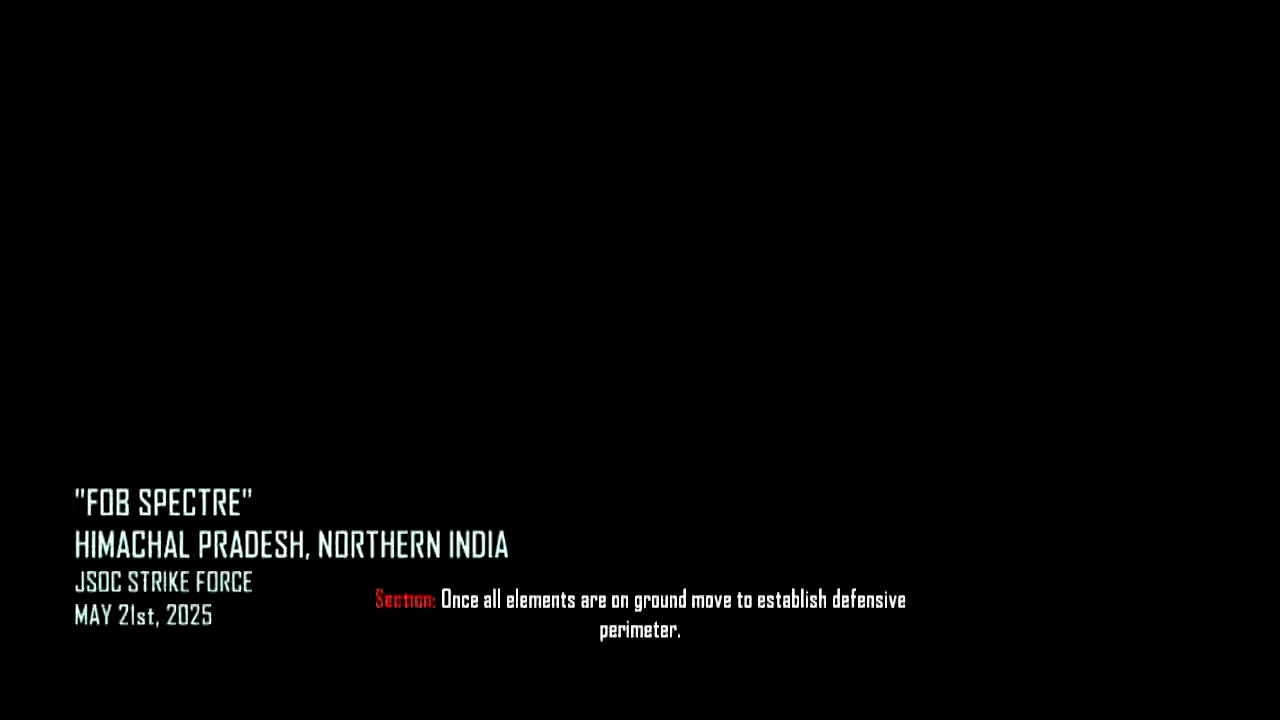 "FOB SPECTRE"
HIMACHAL PRADESH, NORTHERN INDIA
JSOC STRIKE FORCE
MAY 21st, 2025
Section: Once all elements are on ground move to establish defensive
perimeter.